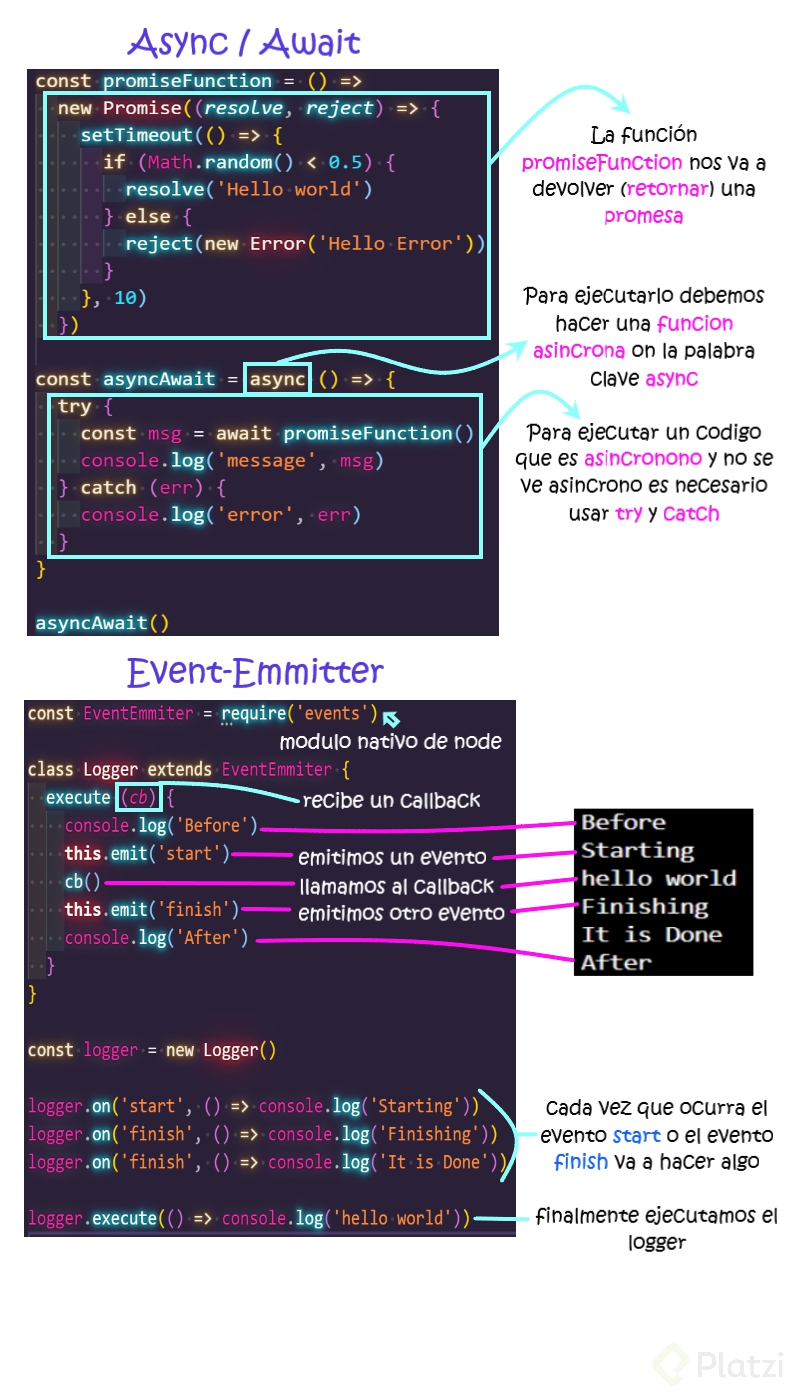 Async / Await
const promiseFunction = () =>
new Promise((resolve, reject) => {
setTimeout(() => {
if (Math.random() < 0.5) {
resolve('Hello world')
} else {
reject(new Error('Hello Error'))
}
}, 10)
})
La función
promiseFunction nos va a
devolver (retornar) una
promesa
Para ejecutarlo debemos
hacer una funcion
asincrona on la palabra
clave async
const asyncAwait = async () => {
try {
const msg = await promiseFunction()
console.log('message', msg)
} catch (err) {
console.log('error', err)
}
}
asyncAwait()
Para ejecutar un codigo
que es asincronono y no se
ve asincrono es necesario
usar try y catch
Event-Emmitter
const EventEmmiter = require('events')
modulo nativo de node
class Logger extends EventEmmiter {
execute (cb) {
recibe un callback
console.log('Before')
this.emit('start')
emitimos un evento
cb()
llamamos al callback
this.emit('finish')
emitimos otro evento
console.log('After')
}
}
Before
Starting
hello world
Finishing
It is Done
After
const logger = new Logger()
logger.on('start', () => console.log('Starting'))
logger.on('finish', () => console.log('Finishing'))
logger.on('finish', () => console.log('It is Done'))
cada vez que ocurra el
evento start o el evento
finish va a hacer algo
logger.execute(() => console.log('hello world'))
finalmente ejecutamos el
logger
Platzi